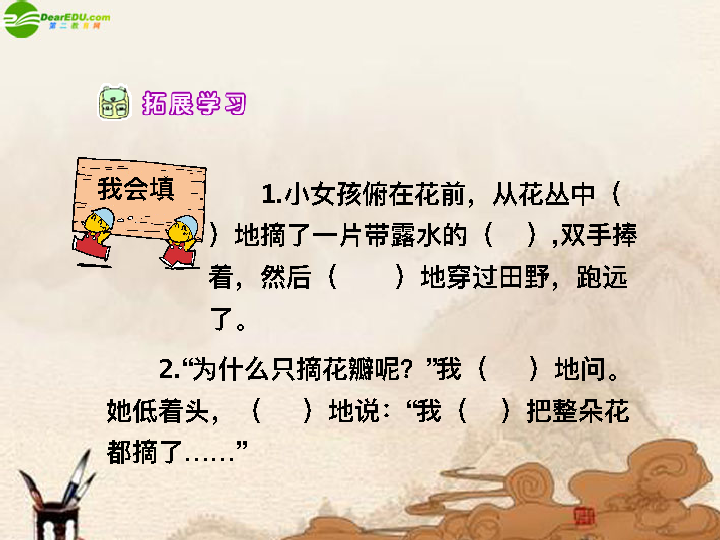 DearEDU.com
第二教育网
拓展学习
我会填
1.小女孩俯在花前，从花丛中（
）地摘了一片带露水的（　）,双手捧
着，然后（　　）地穿过田野，跑远
了。
2.“为什么只摘花瓣呢？”我（　）地问。
她低着头，（　）地说：“我（　）把整朵花
都摘了……”